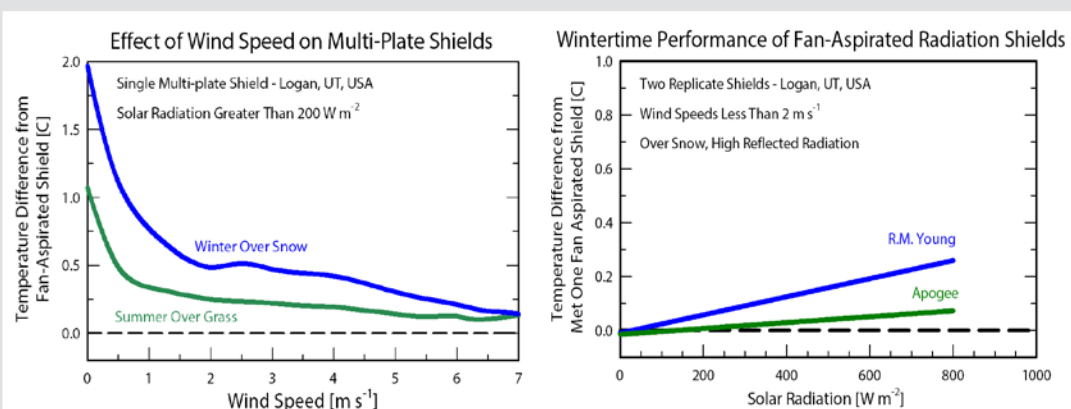 Effect of Wind Speed on Multi-Plate Shields
Temperature Difference from
Fan-Aspirated Shield [C]
2.0
1.5
1.0
0.5
0.0
Single Multi-plate Shield - Logan, UT, USA
Solar Radiation Greater Than 200 W m-2
Winter Over Snow
Summer Over Grass
0 1 2 3 4 5 6 7
Wind Speed [m s-1]
Wintertime Performance of Fan-Aspirated Radiation Shields
Temperature Difference from
Met One Fan Aspirated Shield [C]
1.0
0.8
0.6
0.4
0.2
0.0
Two Replicate Shields - Logan, UT, USA
Wind Speeds Less Than 2 m s-1
Over Snow, High Reflected Radiation
R.M. Young
Apogee
0 200 400 600 800 1000
Solar Radiation [W m-2]